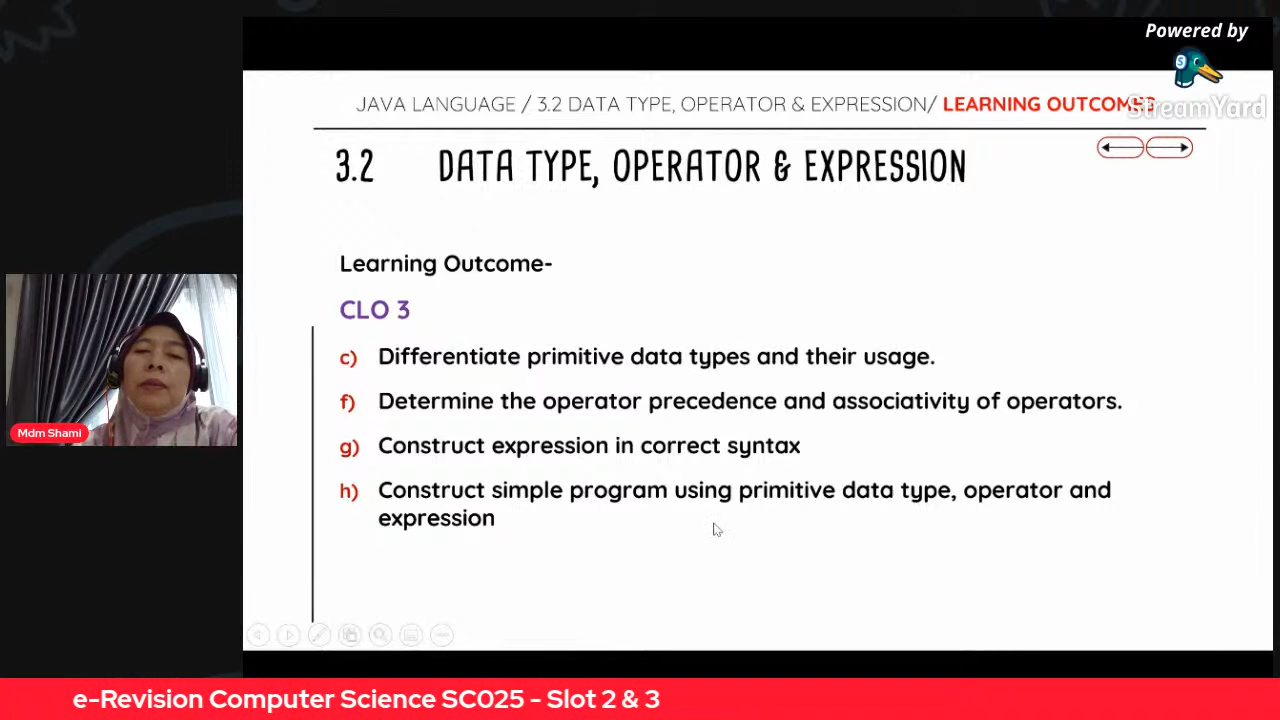 Powered by
StreamYard
JAVA LANGUAGE / 3.2 DATA TYPE, OPERATOR & EXPRESSION/ LEARNING OUTCOMES
3.2 DATA TYPE, OPERATOR & EXPRESSION
Learning Outcome-
CLO 3
c) Differentiate primitive data types and their usage.
f) Determine the operator precedence and associativity of operators.
g) Construct expression in correct syntax
h) Construct simple program using primitive data type, operator and
expression
Mdm Shami
e-Revision Computer Science SC025 - Slot 2 & 3